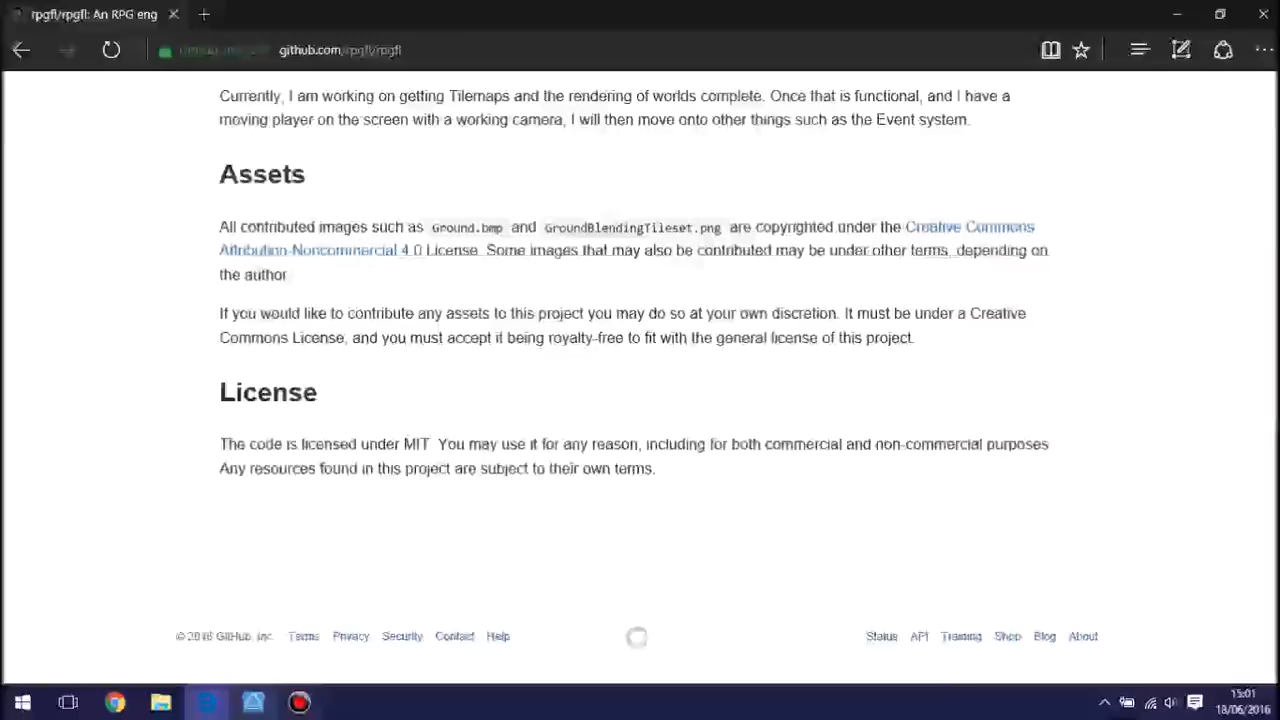 rpgfl/rpgfl: An RPG eng
github.com/rpgfl/rpgfl
Currently, I am working on getting Tilemaps and the rendering of worlds complete. Once that is functional, and I have a
moving player on the screen with a working camera, I will then move onto other things such as the Event system.
Assets
All contributed images such as Ground.bmp and GroundBlendingTileset.png are copyrighted under the Creative Commons
Attribution-Noncommercial 4.0 License. Some images that may also be contributed may be under other terms, depending on
the author
If you would like to contribute any assets to this project you may do so at your own discretion. It must be under a Creative
Commons License, and you must accept it being royalty-free to fit with the general license of this project.
License
The code is licensed under MIT. You may use it for any reason, including for both commercial and non-commercial purposes
Any resources found in this project are subject to their own terms.
© 2016 GitHub, Inc. Terms Privacy Security Contact Help
Status API Training Shop Blog About
15:01
18/06/2016